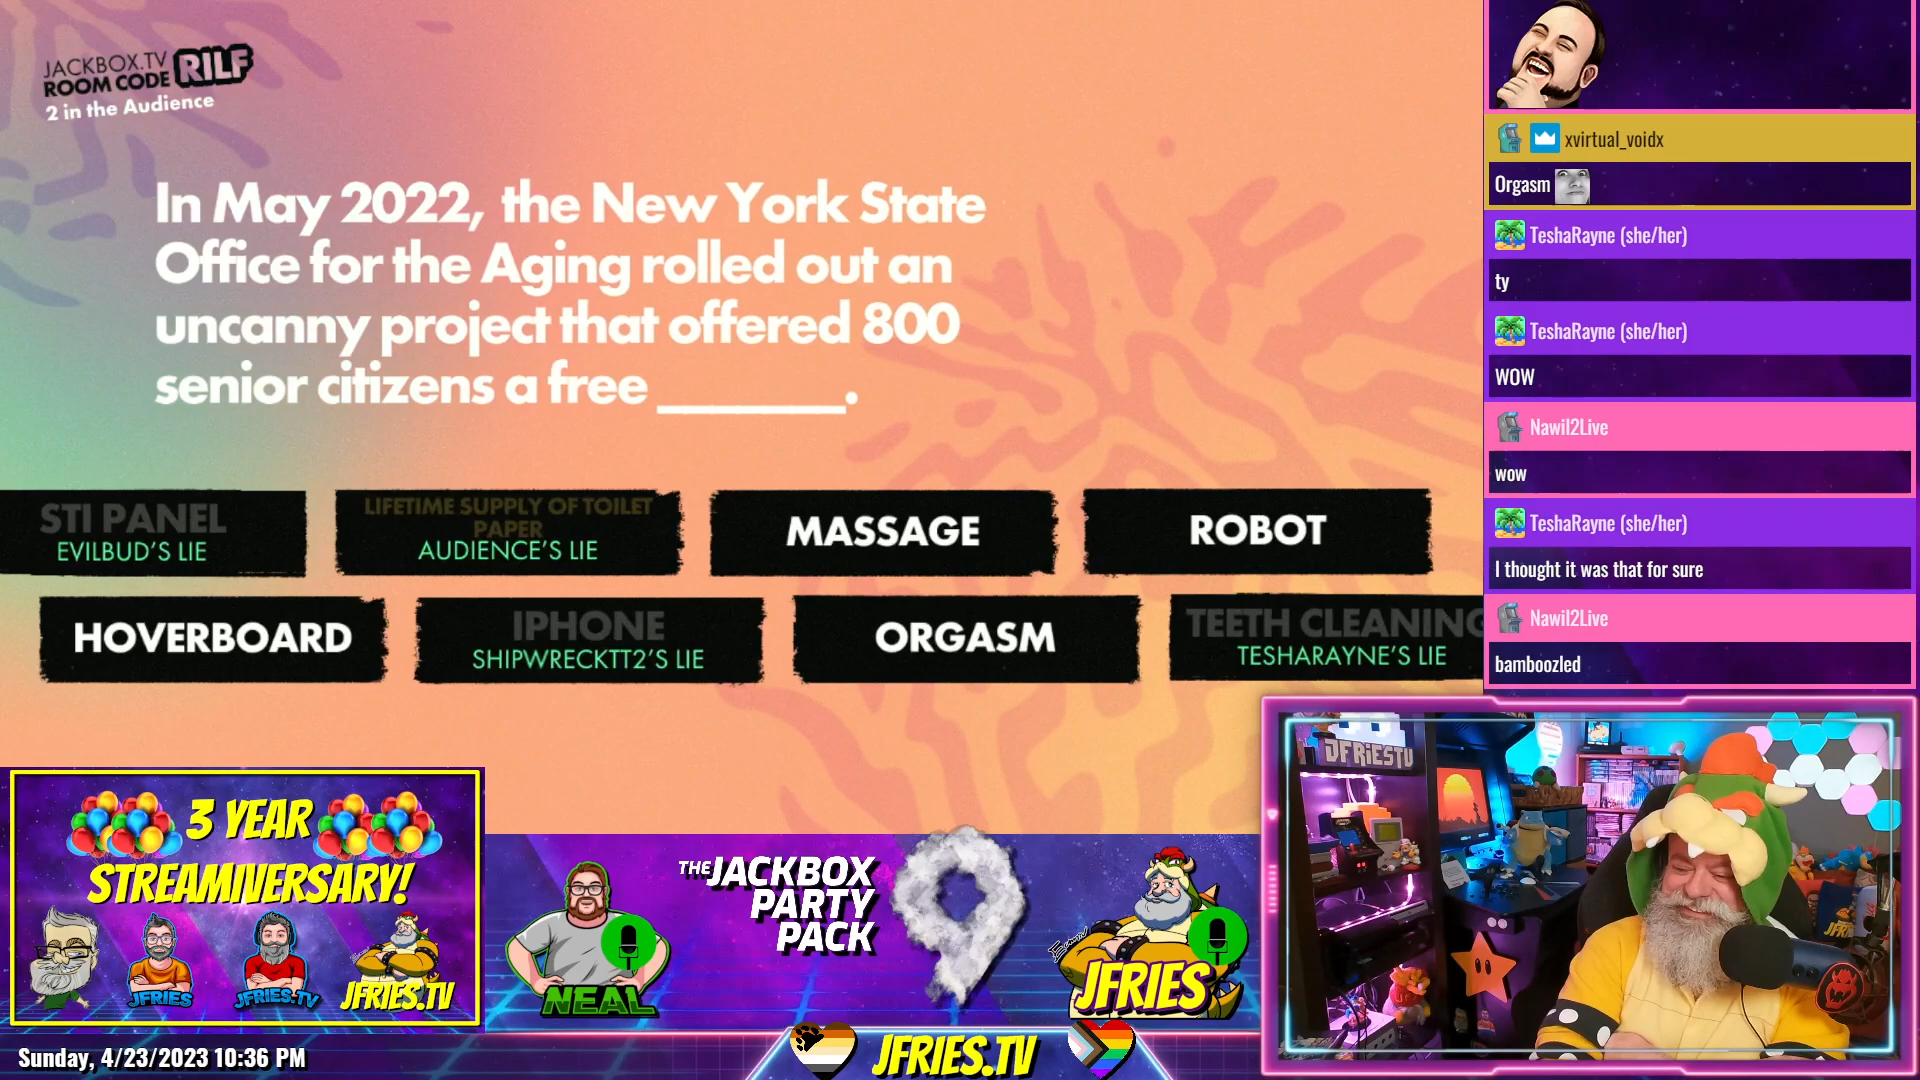 JACKBOX.TV
ROOM CODE RILF
2 in the Audience
In May 2022, the New York State
Office for the Aging rolled out an
uncanny project that offered 800
senior citizens a free ________.
STI PANEL
EVILBUD'S LIE
LIFETIME SUPPLY OF TOILET
PAPER
AUDIENCE'S LIE
MASSAGE
ROBOT
HOVERBOARD
IPHONE
SHIPWRECKTT2'S LIE
ORGASM
TEETH CLEANING
TESHARAYNE'S LIE
xvirtual_voidx
Orgasm
TeshaRayne (she/her)
ty
TeshaRayne (she/her)
WOW
Nawil2Live
wow
TeshaRayne (she/her)
I thought it was that for sure
Nawil2Live
bamboozled
3 YEAR
STREAMIVERSARY!
JFRIES
JFRIES.TV
JFRIES.TV
NEAL
THE JACKBOX
PARTY
PACK
9
JFRIES
JFRIES.TV
JFRIESTV
Sunday, 4/23/2023 10:36 PM